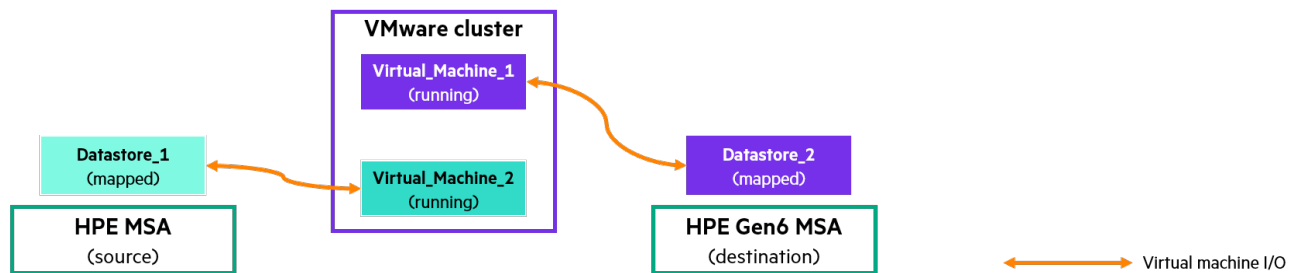 VMware cluster
Virtual_Machine_1
(running)
Datastore_1
(mapped)
Virtual_Machine_2
(running)
Datastore_2
(mapped)
HPE MSA
(source)
HPE Gen6 MSA
(destination)
Virtual machine I/O